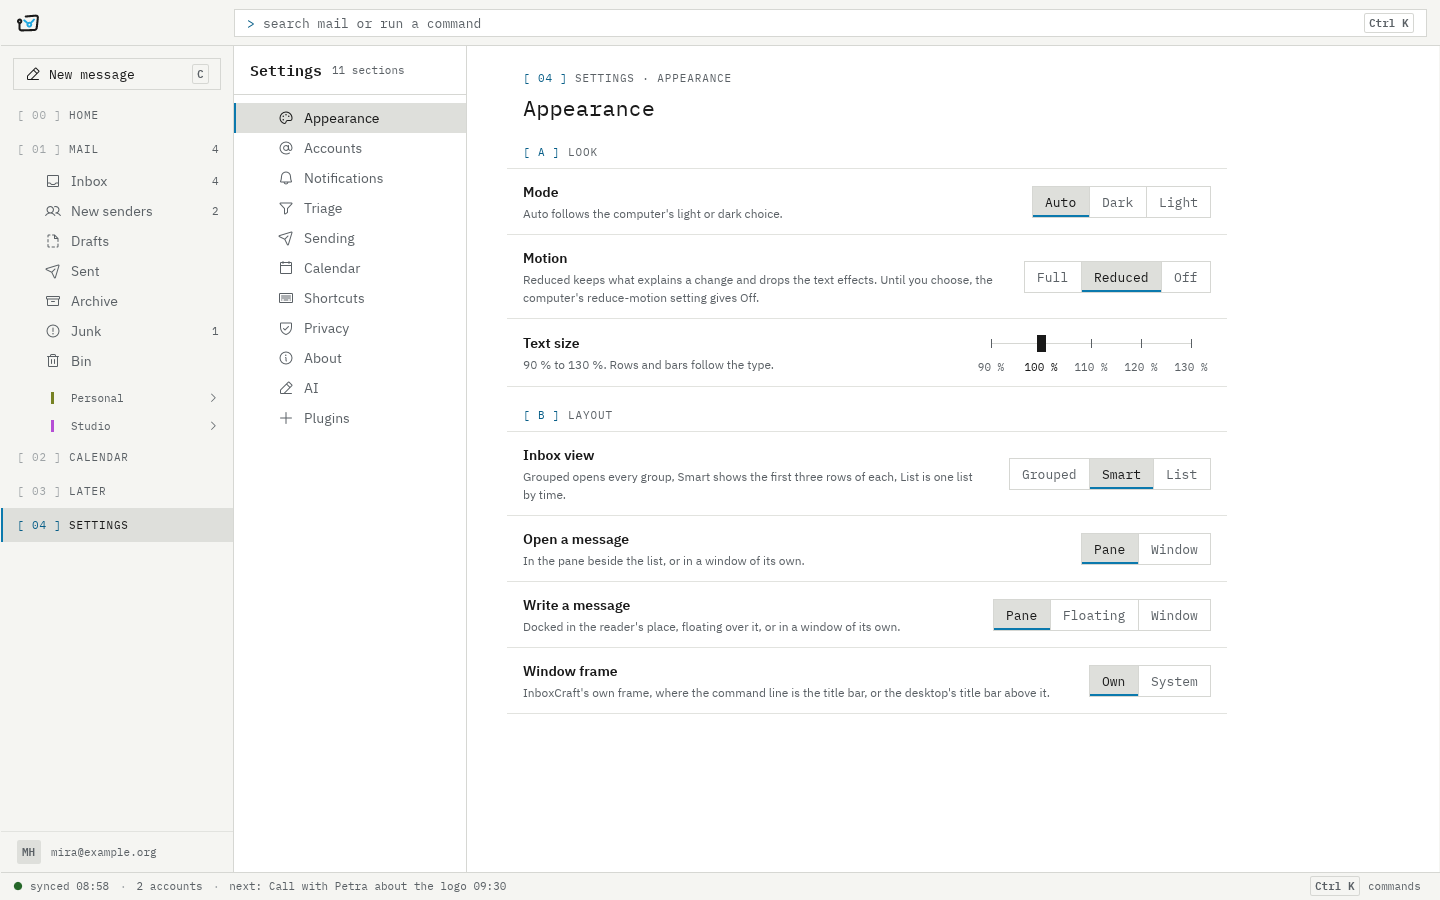 > search mail or run a command
Ctrl K
New message
C
[ 00 ] HOME
[ 01 ] MAIL 4
Inbox 4
New senders 2
Drafts
Sent
Archive
Junk 1
Bin
Personal
Studio
[ 02 ] CALENDAR
[ 03 ] LATER
[ 04 ] SETTINGS
MH mira@example.org
Settings 11 sections
Appearance
Accounts
Notifications
Triage
Sending
Calendar
Shortcuts
Privacy
About
AI
Plugins
[ 04 ] SETTINGS · APPEARANCE
Appearance
[ A ] LOOK
Mode
Auto follows the computer's light or dark choice.
Auto Dark Light
Motion
Reduced keeps what explains a change and drops the text effects. Until you choose, the
computer's reduce-motion setting gives Off.
Full Reduced Off
Text size
90 % to 130 %. Rows and bars follow the type.
90 % 100 % 110 % 120 % 130 %
[ B ] LAYOUT
Inbox view
Grouped opens every group, Smart shows the first three rows of each, List is one list
by time.
Grouped Smart List
Open a message
In the pane beside the list, or in a window of its own.
Pane Window
Write a message
Docked in the reader's place, floating over it, or in a window of its own.
Pane Floating Window
Window frame
InboxCraft's own frame, where the command line is the title bar, or the desktop's title bar above it.
Own System
synced 08:58 · 2 accounts · next: Call with Petra about the logo 09:30
Ctrl K commands